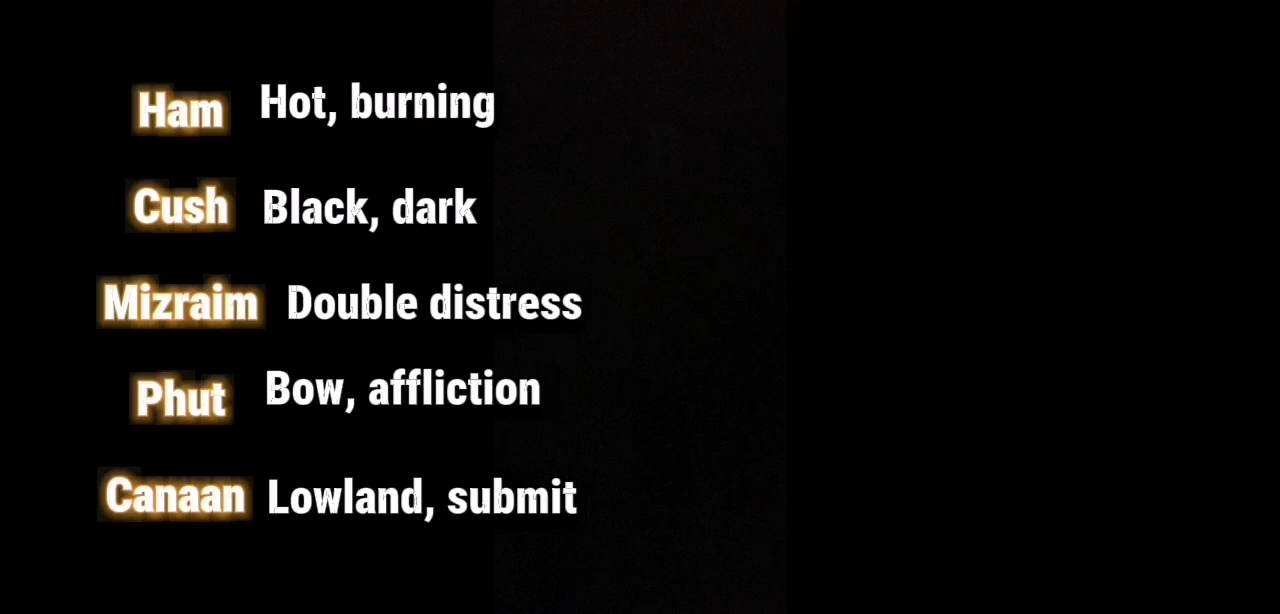 Ham Hot, burning
Cush Black, dark
Mizraim Double distress
Phut Bow, affliction
Canaan Lowland, submit